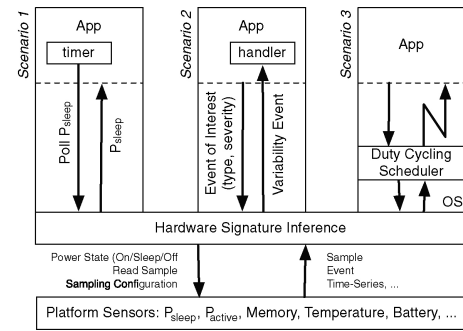 Scenario 1
App
timer
Poll Psleep
Psleep
Scenario 2
App
handler
Event of Interest
(type, severity)
Variability Event
Scenario 3
App
N
Duty Cycling
Scheduler
OS
Hardware Signature Inference
Power State (On/Sleep/Off
Read Sample
Sampling Configuration
Sample
Event
Time-Series, ...
Platform Sensors: Psleep, Pactive, Memory, Temperature, Battery, ...